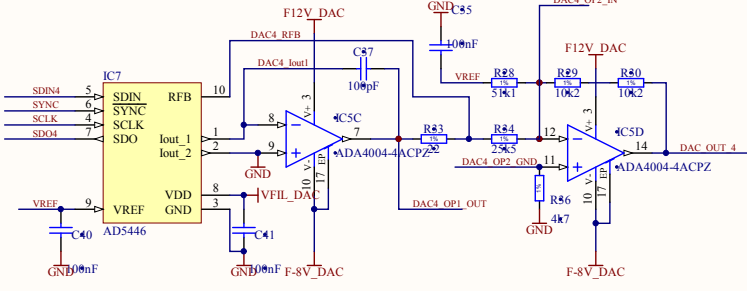 GND
C35
DAC4_OP2_IN
F12V_DAC
100nF
DAC4_RFB
DAC4_Iout1
C37
100pF
F12V_DAC
IC7
VREF
R28
1%
51k1
R29
1%
10k2
R30
1%
10k2
SDIN4
5
SDIN
RFB
10
SYNC
6
SYNC
SCLK
4
SCLK
SDO4
7
SDO
Iout_1
1
Iout_2
2
3
V+
IC5C
8
9
7
R33
1%
22
R34
1%
25k5
3
V+
IC5D
12
11
14
DAC_OUT_4
ADA4004-4ACPZ
ADA4004-4ACPZ
GND
DAC4_OP2_GND
V-
10
EP
17
V-
10
EP
17
VDD
8
VFIL_DAC
GND
3
VREF
9
VREF
AD5446
DAC4_OP1_OUT
1%
R36
4k7
GND
C40
100nF
GND
C41
100nF
GND
F-8V_DAC
F-8V_DAC